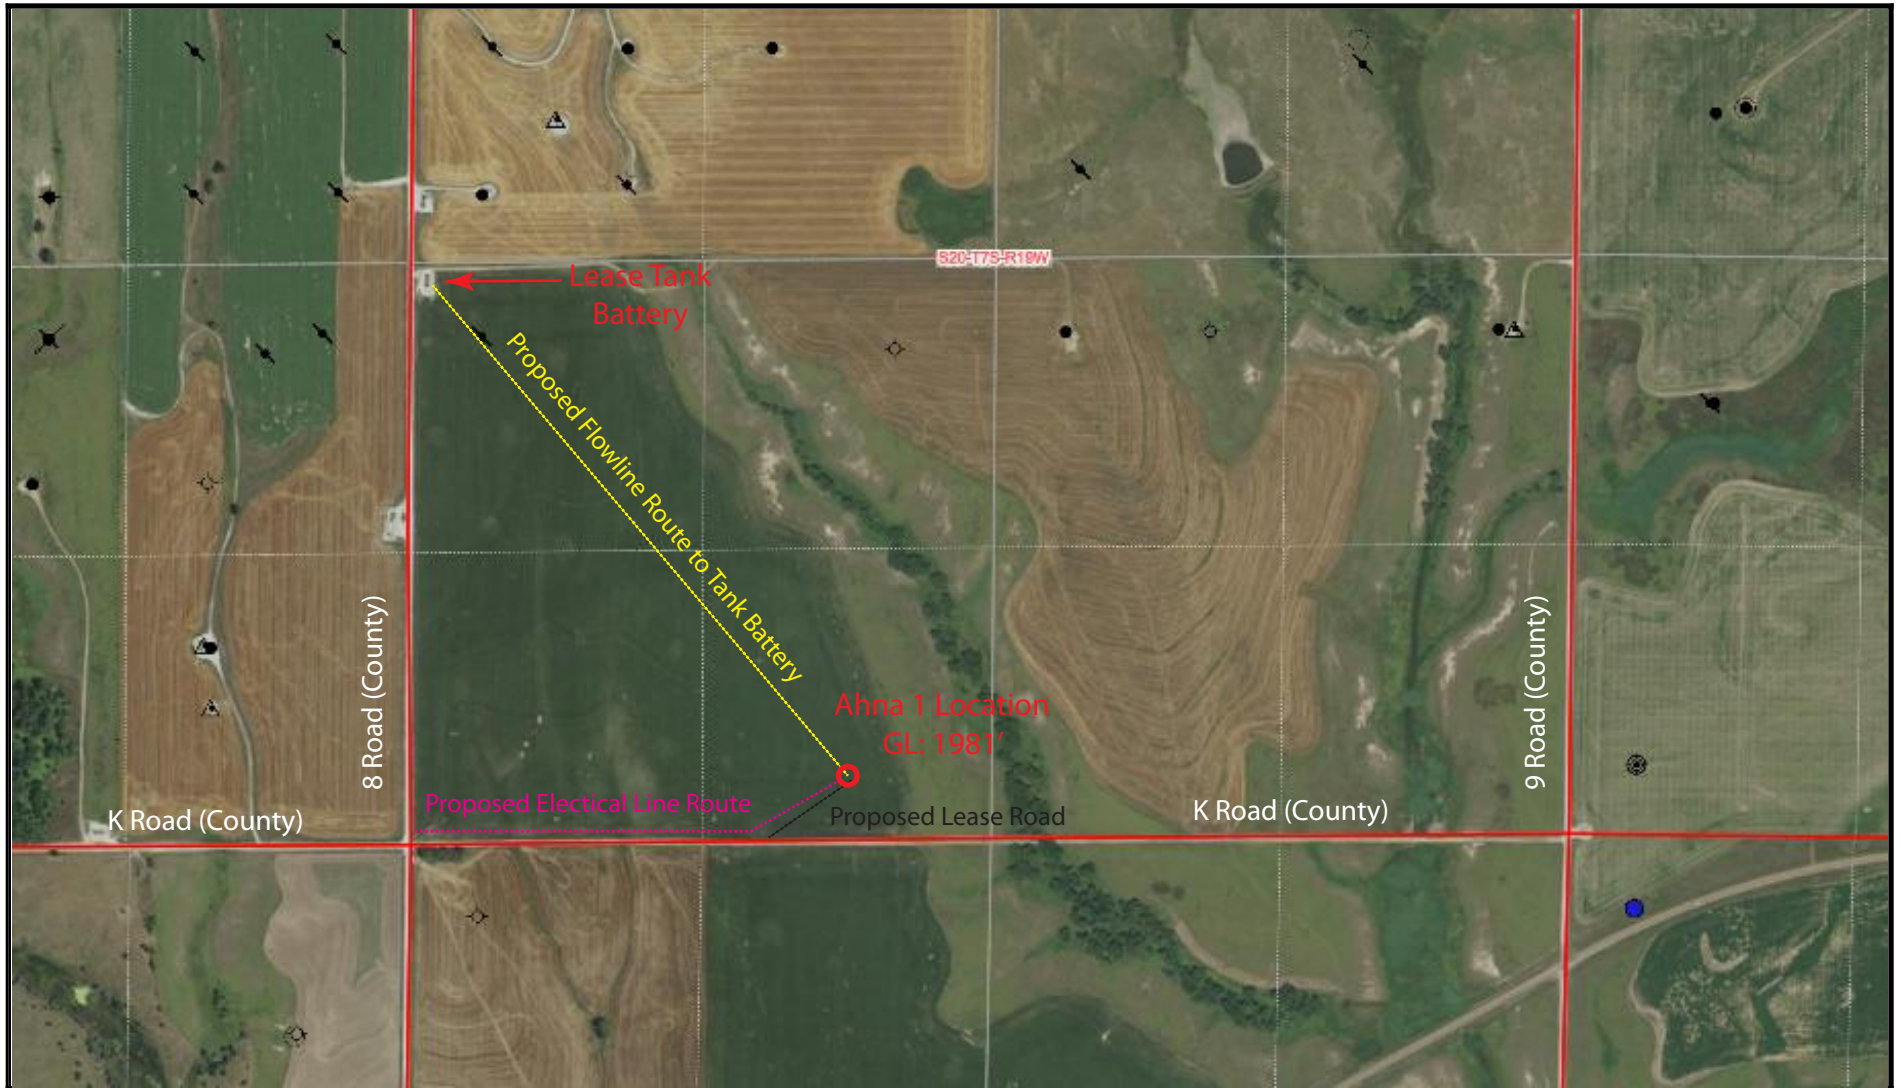 S20-T7S-R19W
Lease Tank
Battery
Proposed Flowline Route to Tank Battery
8 Road (County)
9 Road (County)
Ahna 1 Location
GL: 1981'
Proposed Electical Line Route
Proposed Lease Road
K Road (County)
K Road (County)